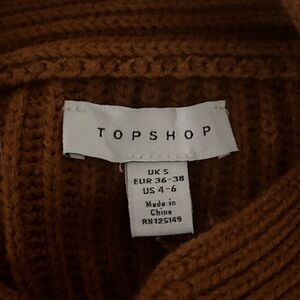 TOPSHOP
UK S
EUR 36-38
US 4-6
Made in
China
RN125149